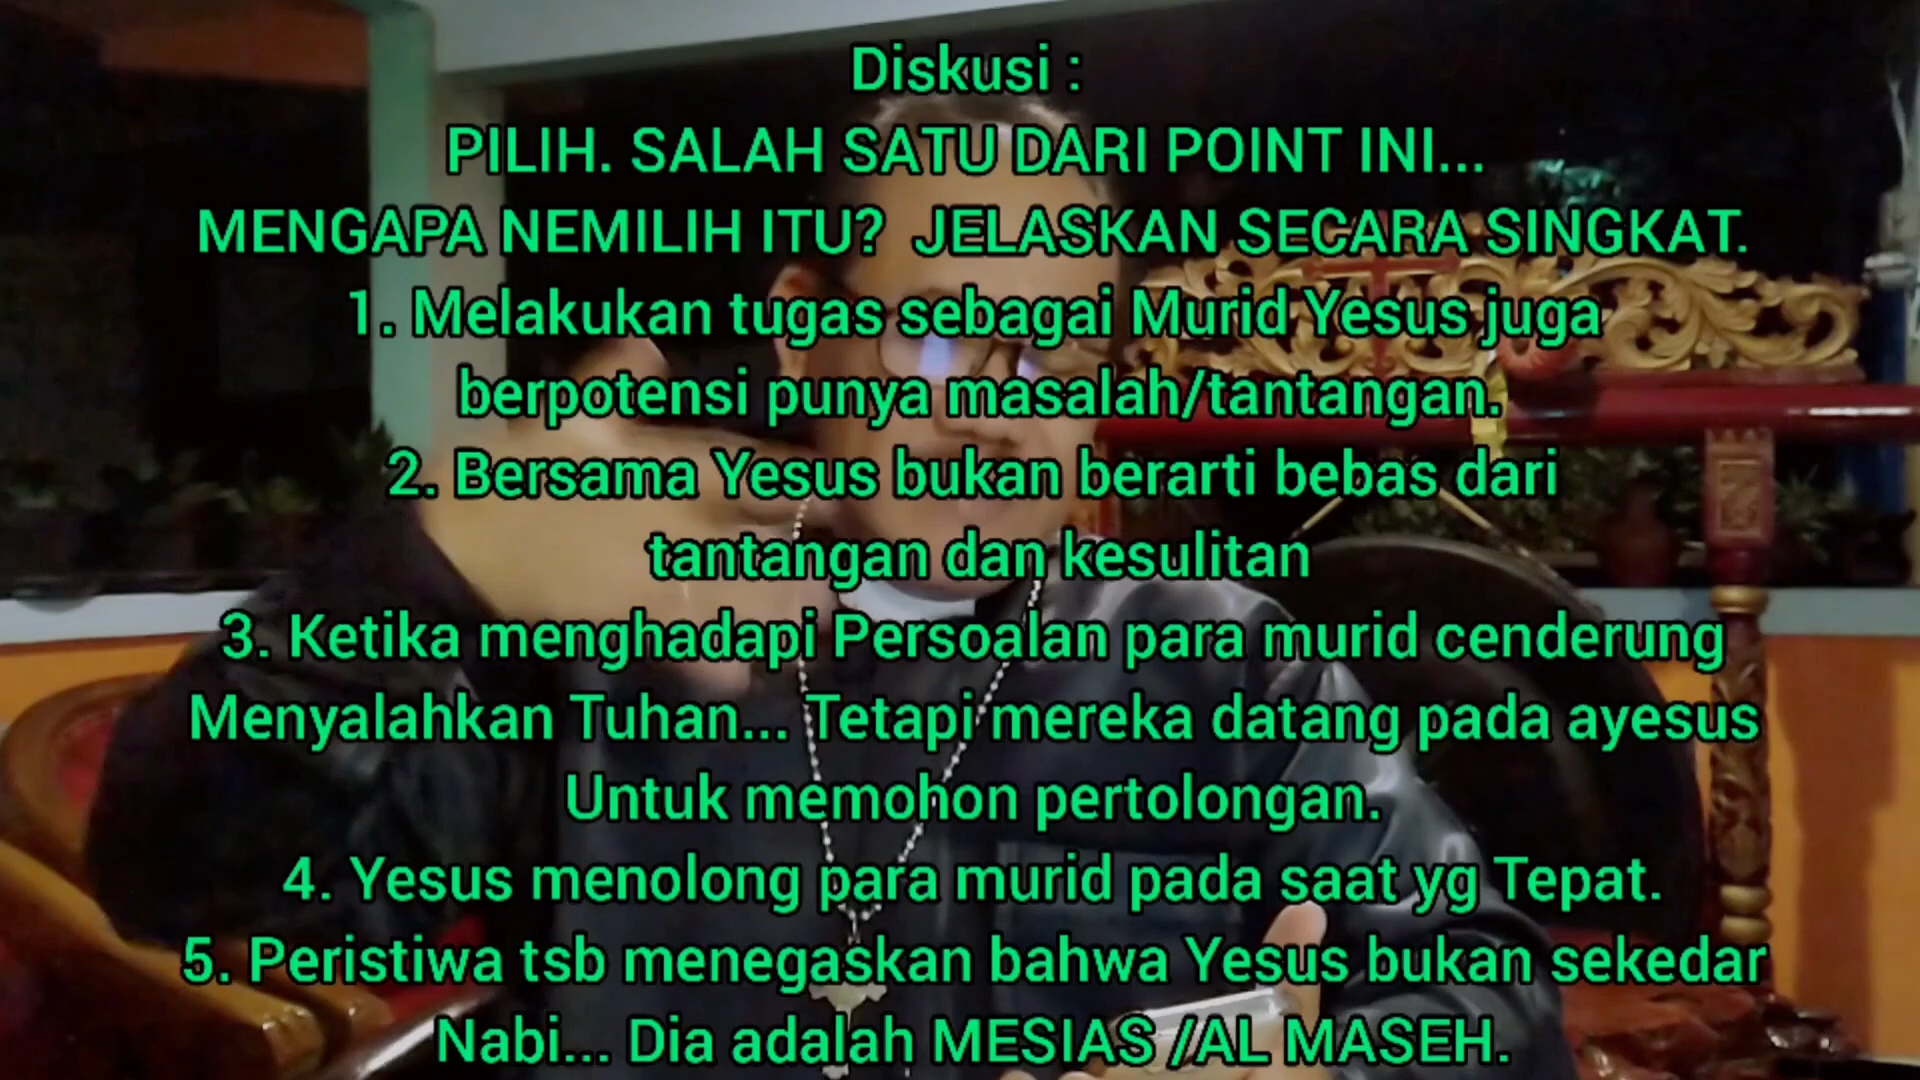 Diskusi :
PILIH. SALAH SATU DARI POINT INI...
MENGAPA NEMILIH ITU?  JELASKAN SECARA SINGKAT.
1. Melakukan tugas sebagai Murid Yesus juga
berpotensi punya masalah/tantangan.
2. Bersama Yesus bukan berarti bebas dari
tantangan dan kesulitan
3. Ketika menghadapi Persoalan para murid cenderung
Menyalahkan Tuhan... Tetapi mereka datang pada ayesus
Untuk memohon pertolongan.
4. Yesus menolong para murid pada saat yg Tepat.
5. Peristiwa tsb menegaskan bahwa Yesus bukan sekedar
Nabi... Dia adalah MESIAS /AL MASEH.